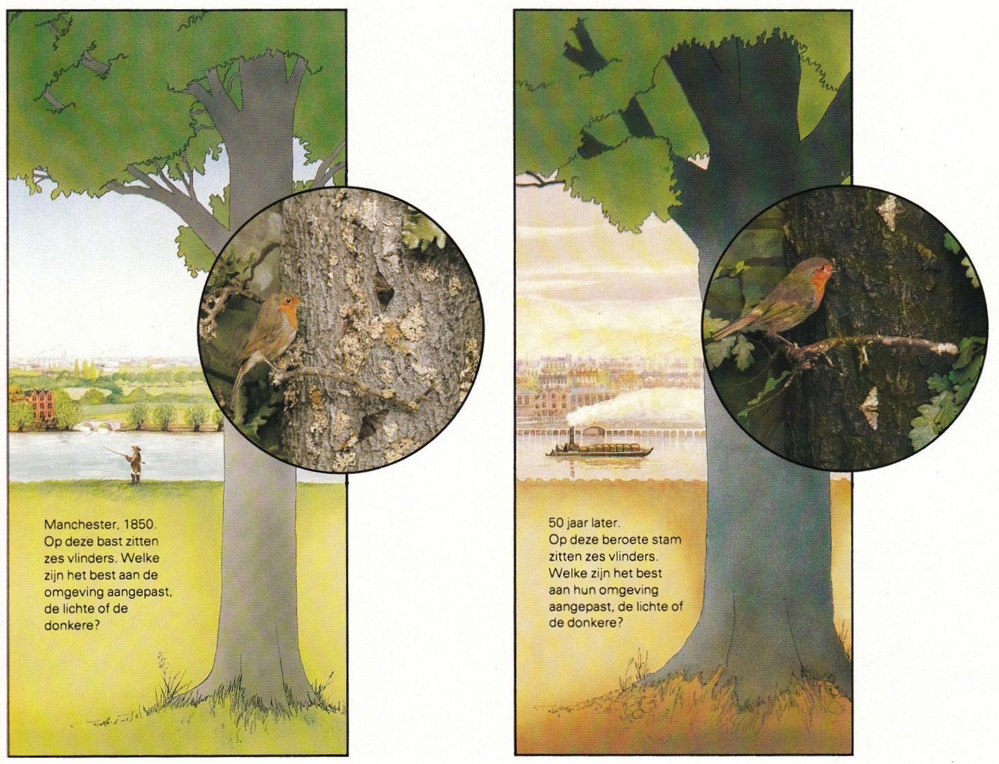 Manchester, 1850.
Op deze bast zitten
zes vlinders. Welke
zijn het best aan de
omgeving aangepast,
de lichte of de
donkere?
50 jaar later.
Op deze beroete stam
zitten zes vlinders.
Welke zijn het best
aan hun omgeving
aangepast, de lichte of
de donkere?